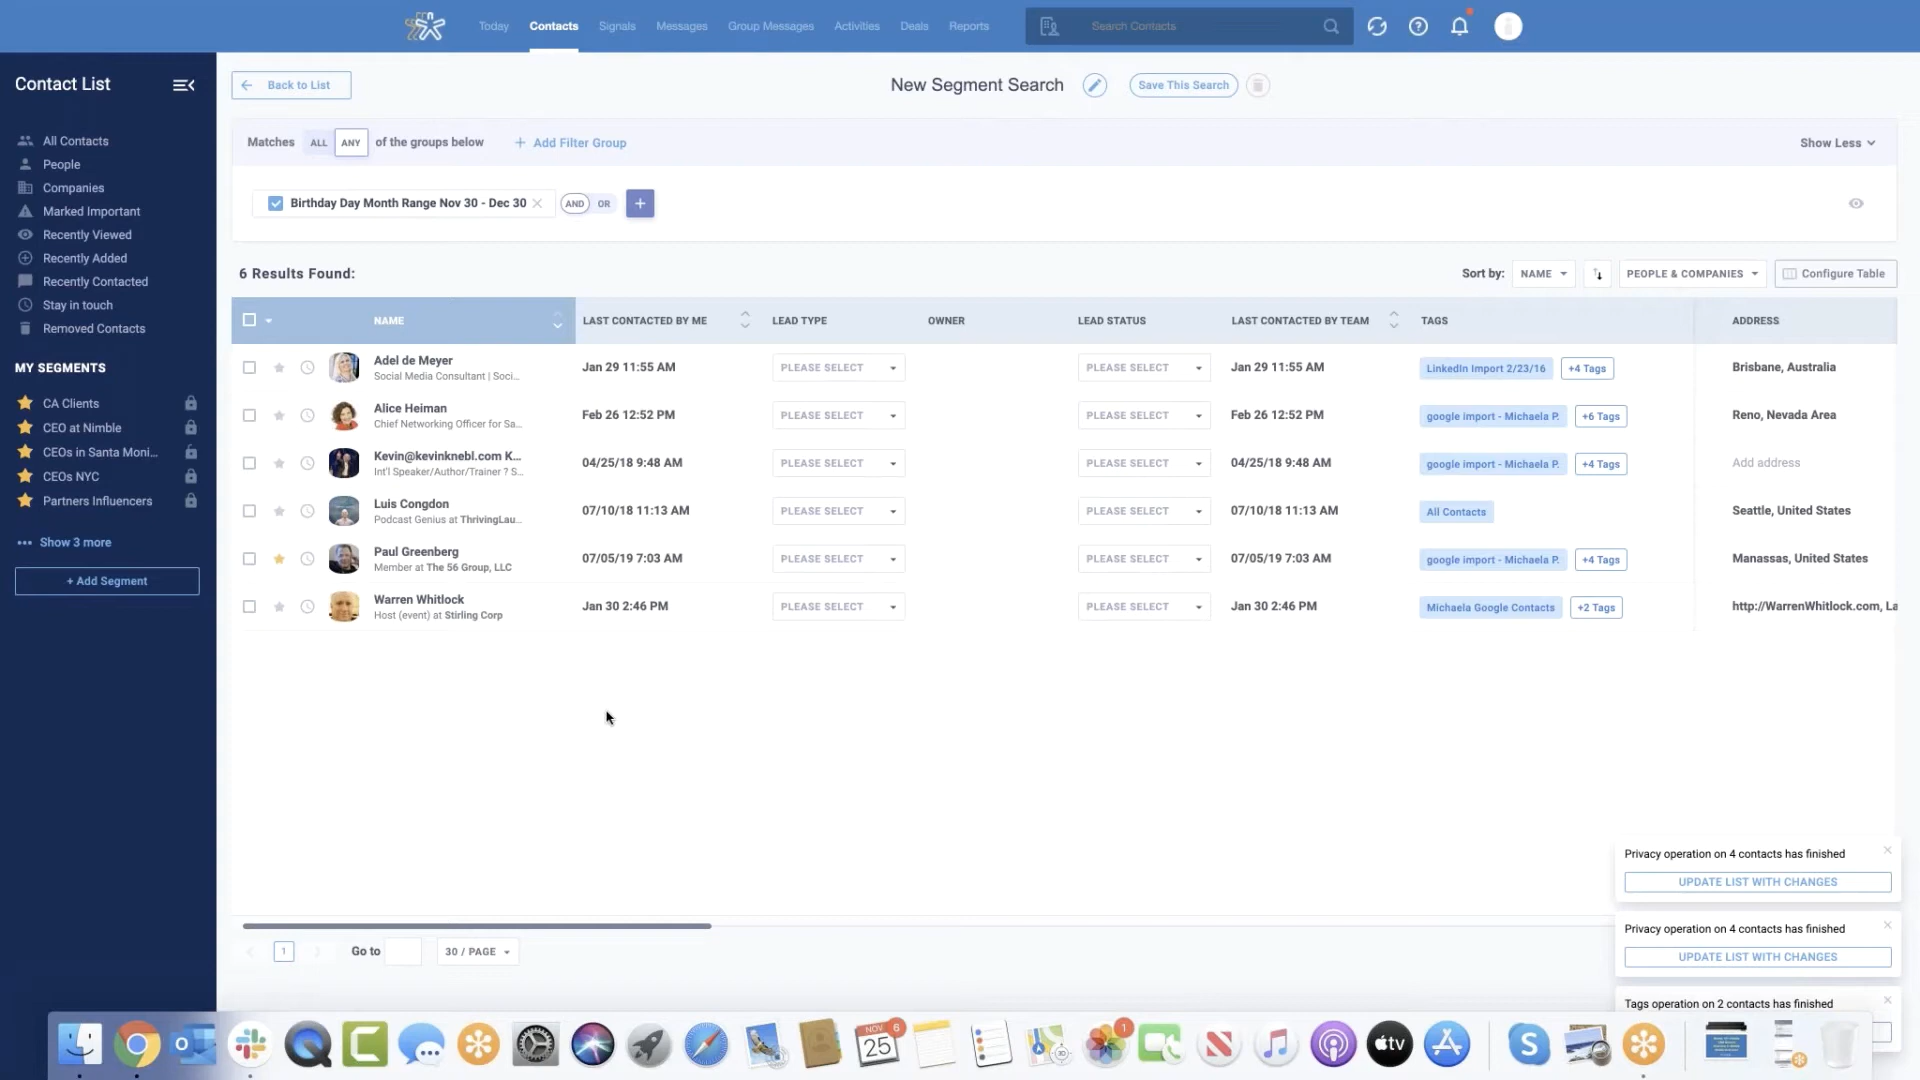 Today Contacts Signals Messages Group Messages Activities Deals Reports Search Contacts
Contact List
Back to List
New Segment Search
Save This Search
All Contacts
People
Companies
Marked Important
Recently Viewed
Recently Added
Recently Contacted
Stay in touch
Removed Contacts
MY SEGMENTS
CA Clients
CEO at Nimble
CEOs in Santa Moni...
CEOs NYC
Partners Influencers
Show 3 more
+ Add Segment
Matches ALL ANY of the groups below + Add Filter Group Show Less
Birthday Day Month Range Nov 30 - Dec 30 AND OR +
6 Results Found:
Sort by: NAME PEOPLE & COMPANIES Configure Table
NAME LAST CONTACTED BY ME LEAD TYPE OWNER LEAD STATUS LAST CONTACTED BY TEAM TAGS ADDRESS
Adel de Meyer
Social Media Consultant | Soci...
Jan 29 11:55 AM PLEASE SELECT PLEASE SELECT Jan 29 11:55 AM LinkedIn Import 2/23/16 +4 Tags Brisbane, Australia
Alice Heiman
Chief Networking Officer for Sa...
Feb 26 12:52 PM PLEASE SELECT PLEASE SELECT Feb 26 12:52 PM google import - Michaela P. +6 Tags Reno, Nevada Area
Kevin@kevinknebl.com K...
Int'l Speaker/Author/Trainer ? S...
04/25/18 9:48 AM PLEASE SELECT PLEASE SELECT 04/25/18 9:48 AM google import - Michaela P. +4 Tags Add address
Luis Congdon
Podcast Genius at ThrivingLau...
07/10/18 11:13 AM PLEASE SELECT PLEASE SELECT 07/10/18 11:13 AM All Contacts Seattle, United States
Paul Greenberg
Member at The 56 Group, LLC
07/05/19 7:03 AM PLEASE SELECT PLEASE SELECT 07/05/19 7:03 AM google import - Michaela P. +4 Tags Manassas, United States
Warren Whitlock
Host (event) at Stirling Corp
Jan 30 2:46 PM PLEASE SELECT PLEASE SELECT Jan 30 2:46 PM Michaela Google Contacts +2 Tags http://WarrenWhitlock.com, La
Privacy operation on 4 contacts has finished
UPDATE LIST WITH CHANGES
Privacy operation on 4 contacts has finished
UPDATE LIST WITH CHANGES
Tags operation on 2 contacts has finished
1 Go to 30 / PAGE
NOV
25
6
1
tv
S